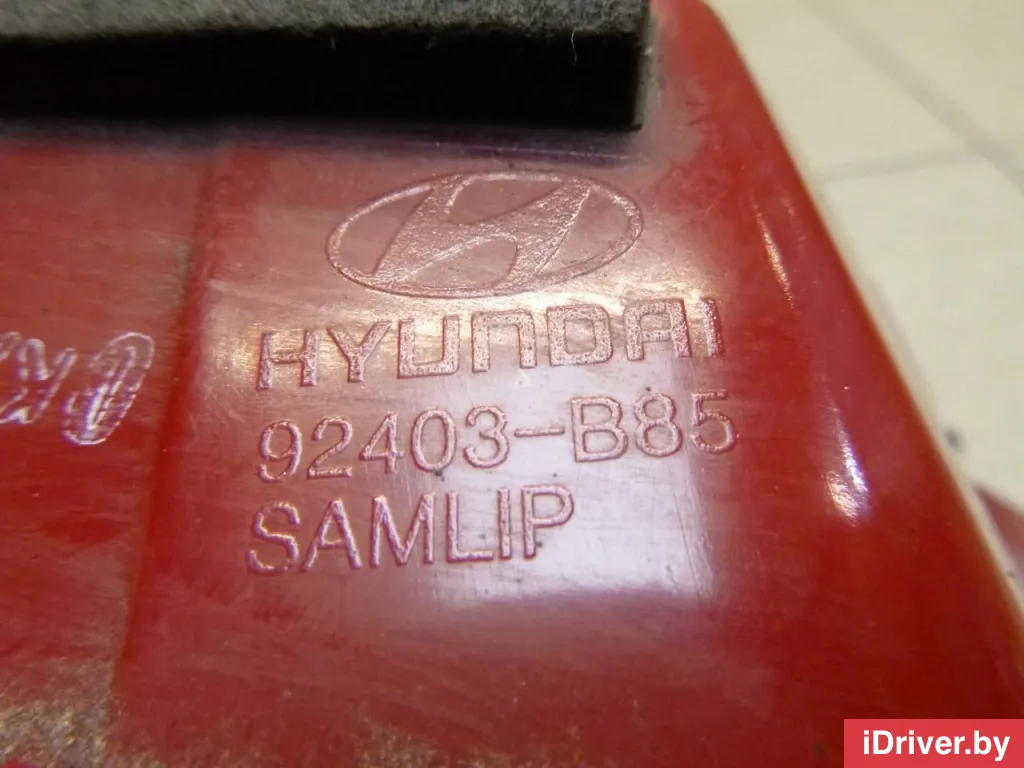 HYUNDAI
92403-B85
SAMLIP
iDriver.by